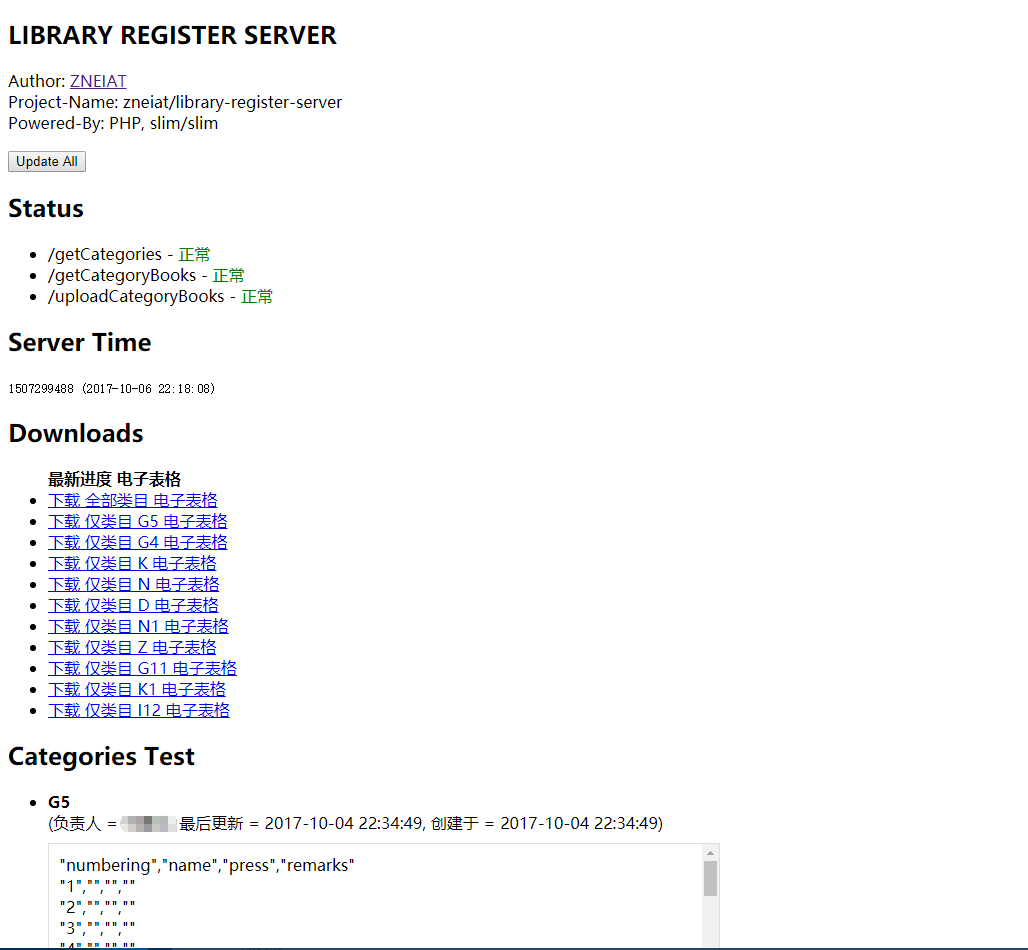 LIBRARY REGISTER SERVER
Author: ZNEIAT
Project-Name: zneiat/library-register-server
Powered-By: PHP, slim/slim
Update All
Status
/getCategories - 正常
/getCategoryBooks - 正常
/uploadCategoryBooks - 正常
Server Time
1507299488 (2017-10-06 22:18:08)
Downloads
最新进度 电子表格
下载 全部类目 电子表格
下载 仅类目 G5 电子表格
下载 仅类目 G4 电子表格
下载 仅类目 K 电子表格
下载 仅类目 N 电子表格
下载 仅类目 D 电子表格
下载 仅类目 N1 电子表格
下载 仅类目 Z 电子表格
下载 仅类目 G11 电子表格
下载 仅类目 K1 电子表格
下载 仅类目 I12 电子表格
Categories Test
G5
(负责人 = 最后更新 = 2017-10-04 22:34:49, 创建于 = 2017-10-04 22:34:49)
"numbering","name","press","remarks"
"1","","",""
"2","","",""
"3","","",""
"4","","",""